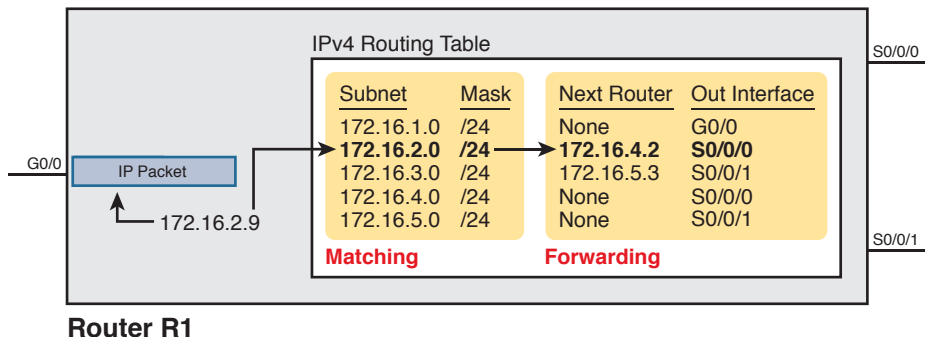 IPv4 Routing Table
S0/0/0
Subnet Mask Next Router Out Interface
172.16.1.0 /24 None G0/0
172.16.2.0 /24 172.16.4.2 S0/0/0
172.16.3.0 /24 172.16.5.3 S0/0/1
172.16.4.0 /24 None S0/0/0
172.16.5.0 /24 None S0/0/1
G0/0
IP Packet
172.16.2.9
Matching Forwarding
S0/0/1
Router R1